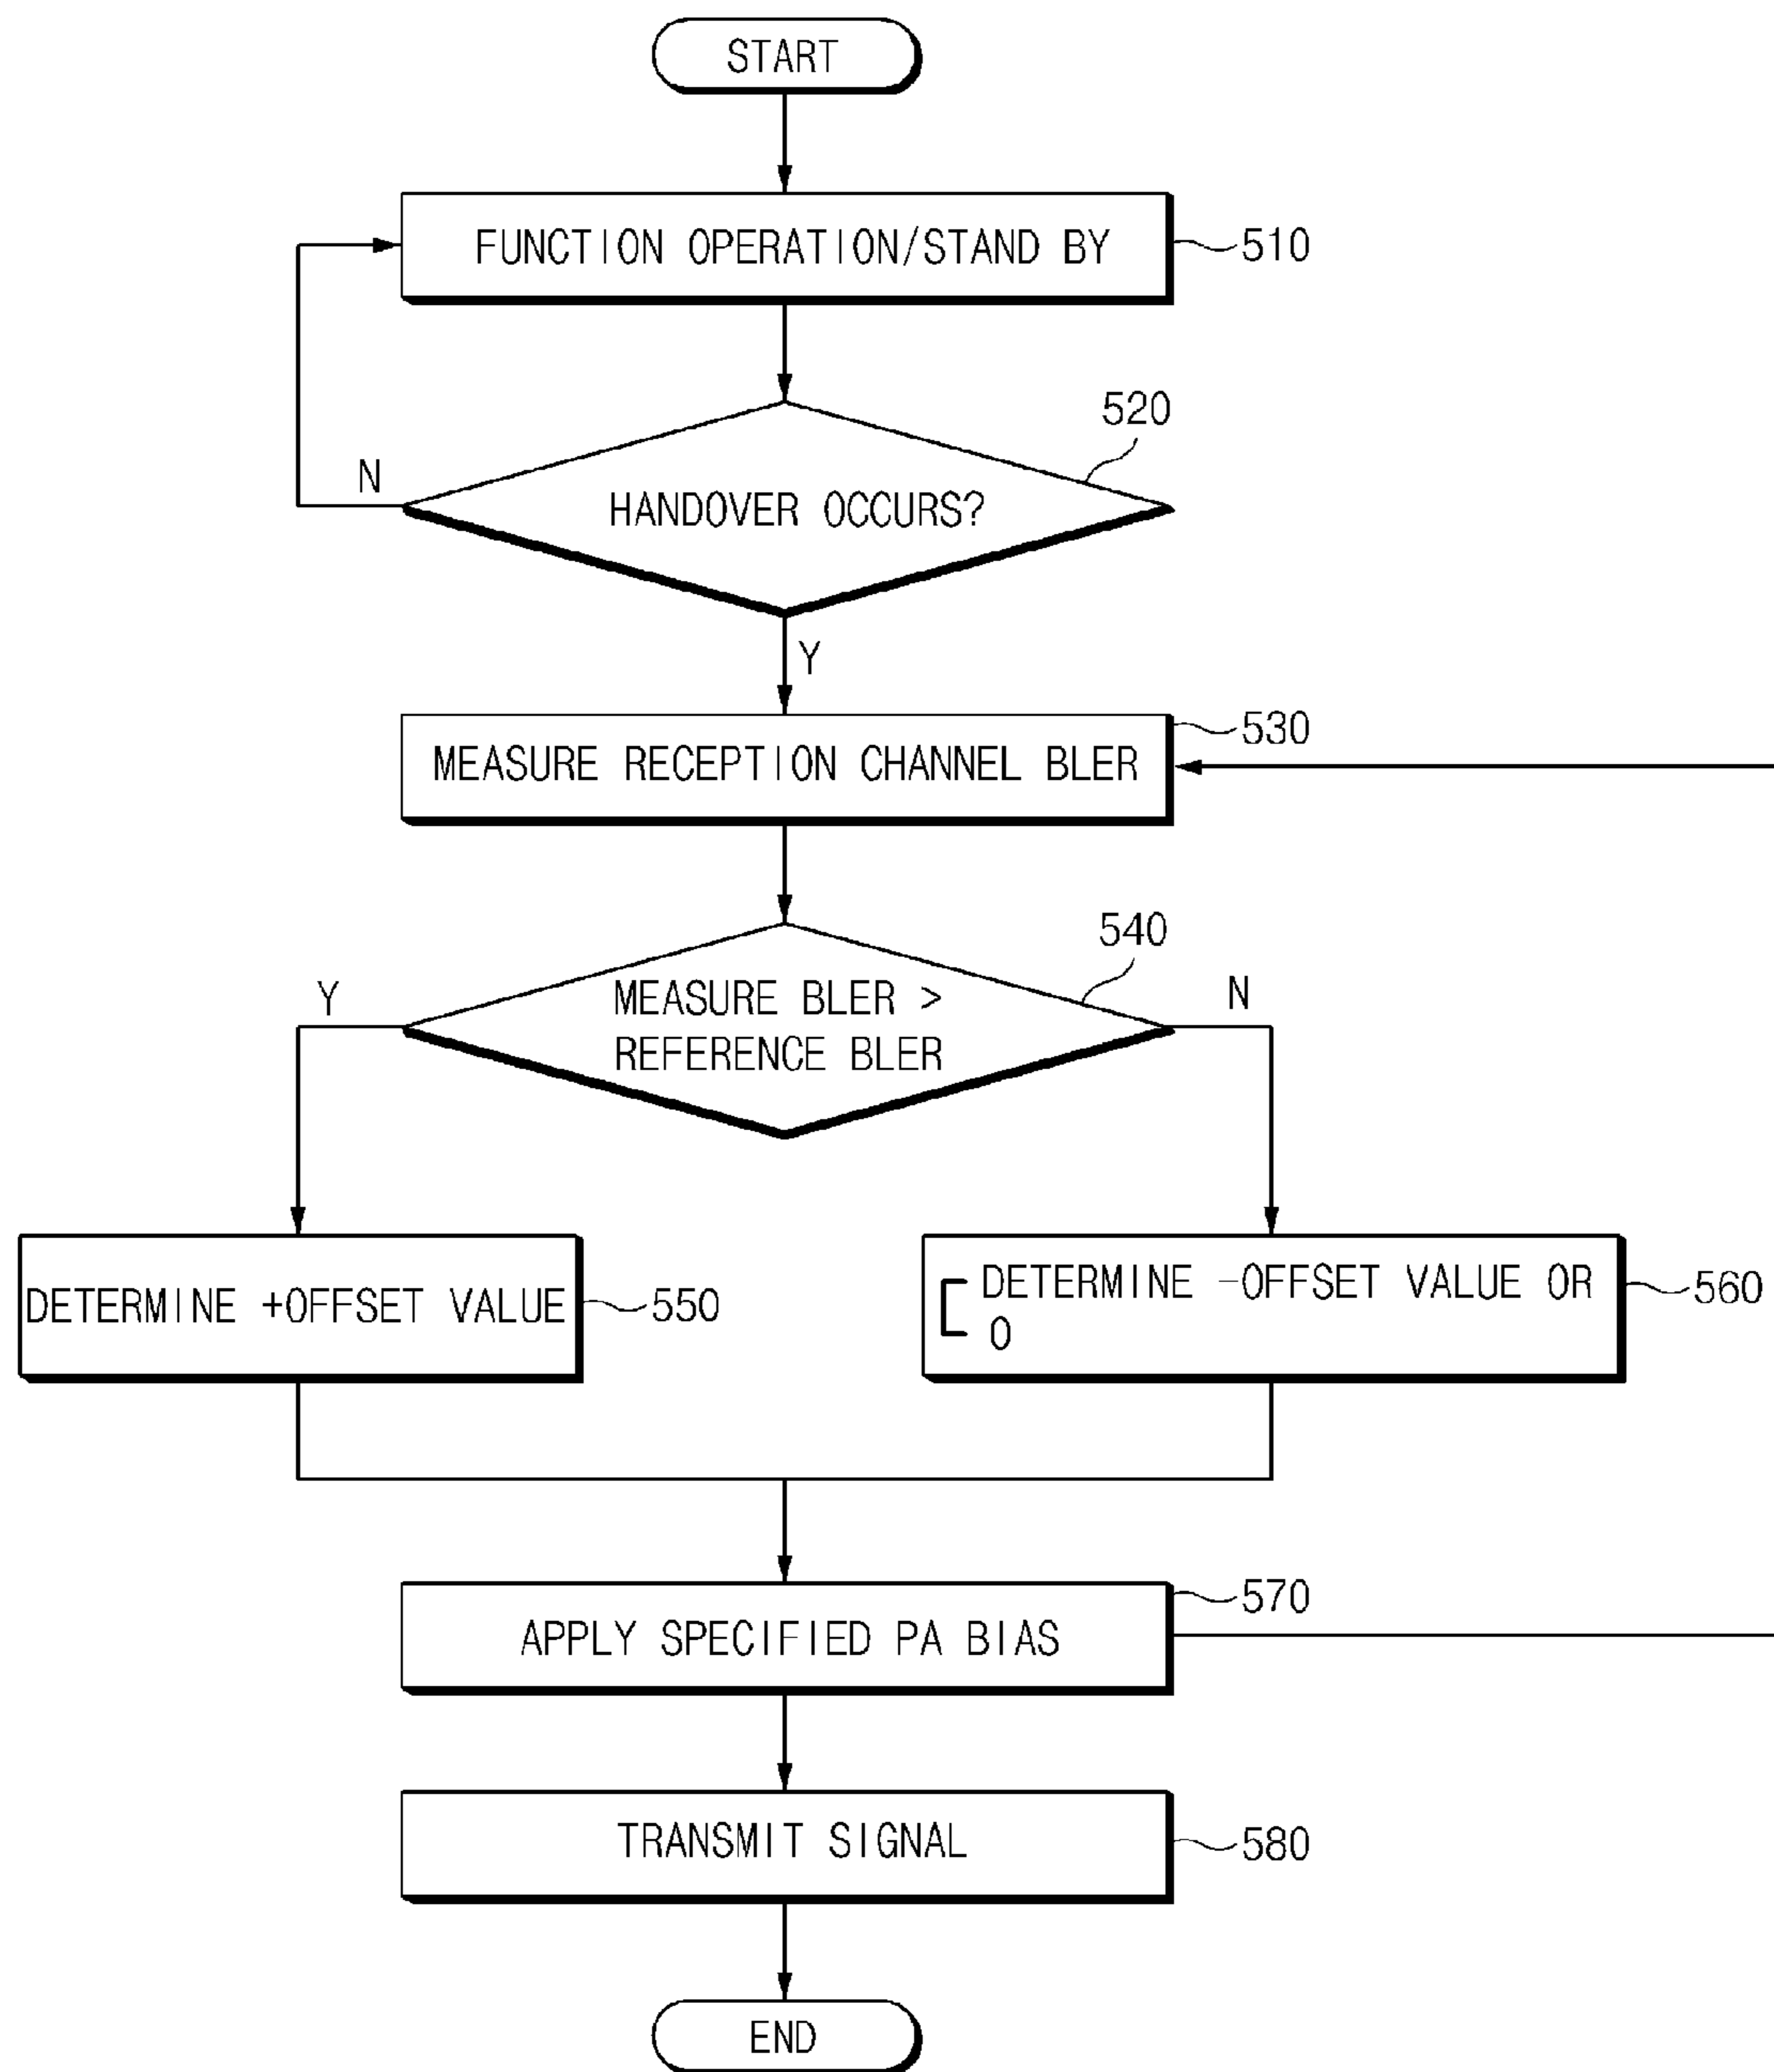 START
FUNCTION OPERATION/STAND BY
510
520
N
HANDOVER OCCURS?
Y
530
MEASURE RECEPTION CHANNEL BLER
540
Y
N
MEASURE BLER >
REFERENCE BLER
DETERMINE +OFFSET VALUE
550
DETERMINE -OFFSET VALUE OR
0
560
570
APPLY SPECIFIED PA BIAS
TRANSMIT SIGNAL
580
END